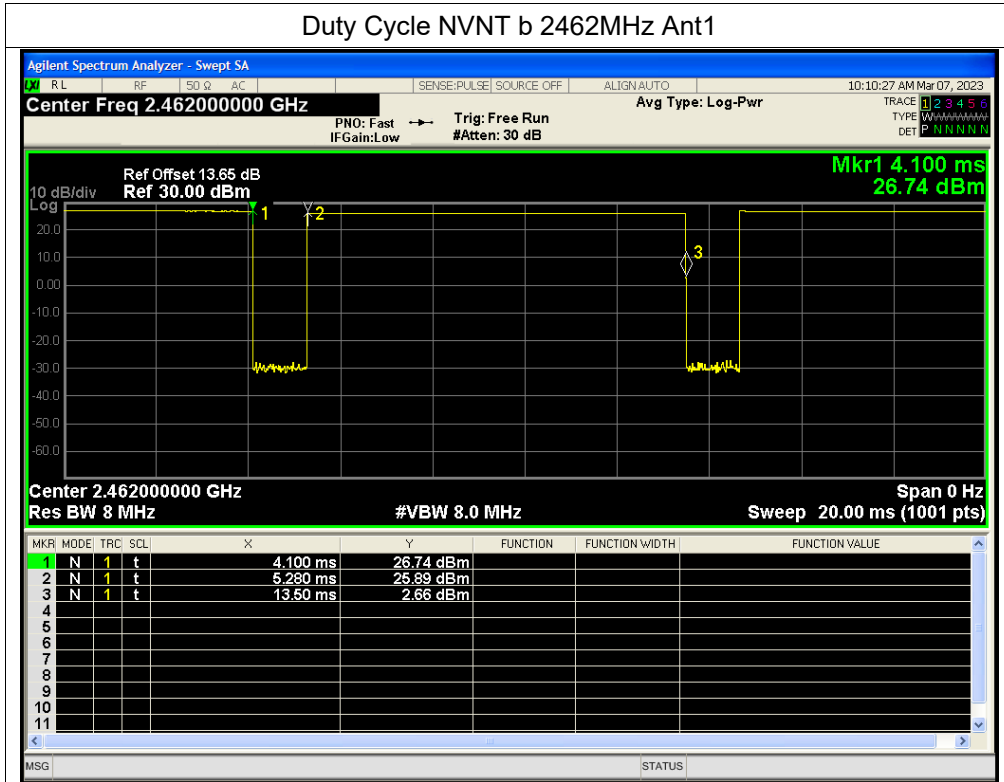 Duty Cycle NVNT b 2462MHz Ant1
Agilent Spectrum Analyzer - Swept SA
LXI RL RF 50 Ω AC SENSE:PULSE SOURCE OFF ALIGN AUTO 10:10:27 AM Mar 07, 2023
Center Freq 2.462000000 GHz Avg Type: Log-Pwr TRACE 1 2 3 4 5 6
PNO: Fast Trig: Free Run TYPE WWWWWW
IFGain:Low #Atten: 30 dB DET P N N N N N
Mkr1 4.100 ms
Ref Offset 13.65 dB
10 dB/div Ref 30.00 dBm 26.74 dBm
Log
1 2
20.0
10.0
3
0.00
-10.0
-20.0
-30.0
-40.0
-50.0
-60.0
Center 2.462000000 GHz Span 0 Hz
Res BW 8 MHz #VBW 8.0 MHz Sweep 20.00 ms (1001 pts)
MKR MODE TRC SCL X Y FUNCTION FUNCTION WIDTH FUNCTION VALUE
1 N 1 t 4.100 ms 26.74 dBm
2 N 1 t 5.280 ms 25.89 dBm
3 N 1 t 13.50 ms 2.66 dBm
4
5
6
7
8
9
10
11
MSG STATUS